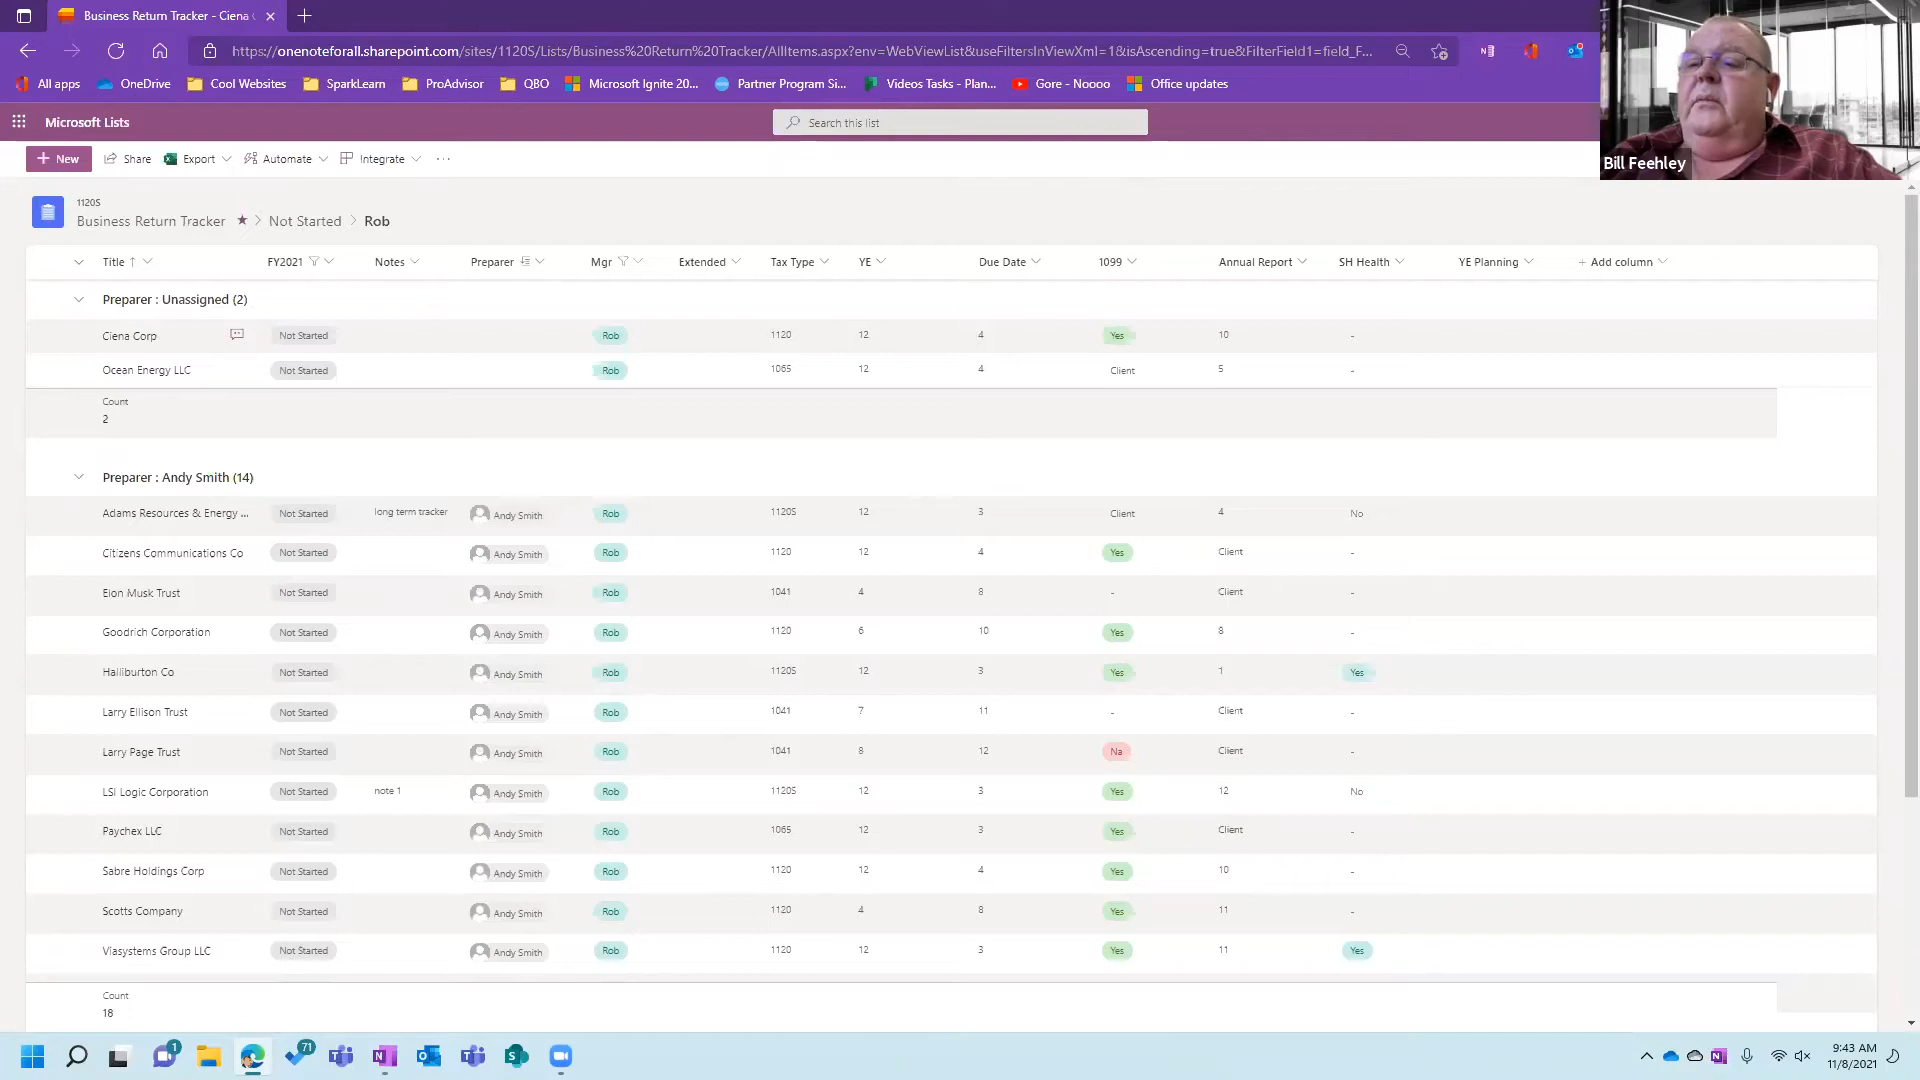 Business Return Tracker - Ciena C
https://onenoteforall.sharepoint.com/sites/1120S/Lists/Business%20Return%20Tracker/AllItems.aspx?env=WebViewList&useFiltersInViewXml=1&isAscending=true&FilterField1=field_F...
All apps OneDrive Cool Websites SparkLearn ProAdvisor QBO Microsoft Ignite 20... Partner Program Si... Videos Tasks - Plan... Gore - Noooo Office updates
Microsoft Lists
Search this list
+ New Share Export Automate Integrate ...
Bill Feehley
1120S
Business Return Tracker ★ > Not Started > Rob
Title ↑ FY2021 Notes Preparer Mgr Extended Tax Type YE Due Date 1099 Annual Report SH Health YE Planning + Add column
Preparer : Unassigned (2)
Ciena Corp Not Started Rob 1120 12 4 Yes 10 -
Ocean Energy LLC Not Started Rob 1065 12 4 Client 5 -
Count
2
Preparer : Andy Smith (14)
Adams Resources & Energy ... Not Started long term tracker Andy Smith Rob 1120S 12 3 Client 4 No
Citizens Communications Co Not Started Andy Smith Rob 1120 12 4 Yes Client -
Elon Musk Trust Not Started Andy Smith Rob 1041 4 8 - Client -
Goodrich Corporation Not Started Andy Smith Rob 1120 6 10 Yes 8 -
Halliburton Co Not Started Andy Smith Rob 1120S 12 3 Yes 1 Yes
Larry Ellison Trust Not Started Andy Smith Rob 1041 7 11 - Client -
Larry Page Trust Not Started Andy Smith Rob 1041 8 12 Na Client -
LSI Logic Corporation Not Started note 1 Andy Smith Rob 1120S 12 3 Yes 12 No
Paychex LLC Not Started Andy Smith Rob 1065 12 3 Yes Client -
Sabre Holdings Corp Not Started Andy Smith Rob 1120 12 4 Yes 10 -
Scotts Company Not Started Andy Smith Rob 1120 4 8 Yes 11 -
Viasystems Group LLC Not Started Andy Smith Rob 1120 12 3 Yes 11 Yes
Count
18
1
71
9:43 AM
11/8/2021